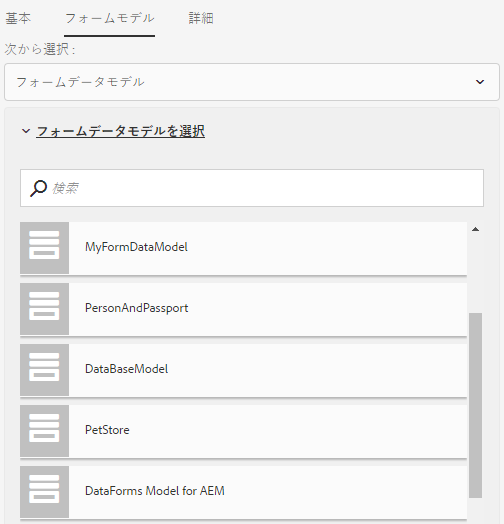 基本 フォームモデル 詳細
次から選択 :
フォームデータモデル
フォームデータモデルを選択
検索
MyFormDataModel
PersonAndPassport
DataBaseModel
PetStore
DataForms Model for AEM